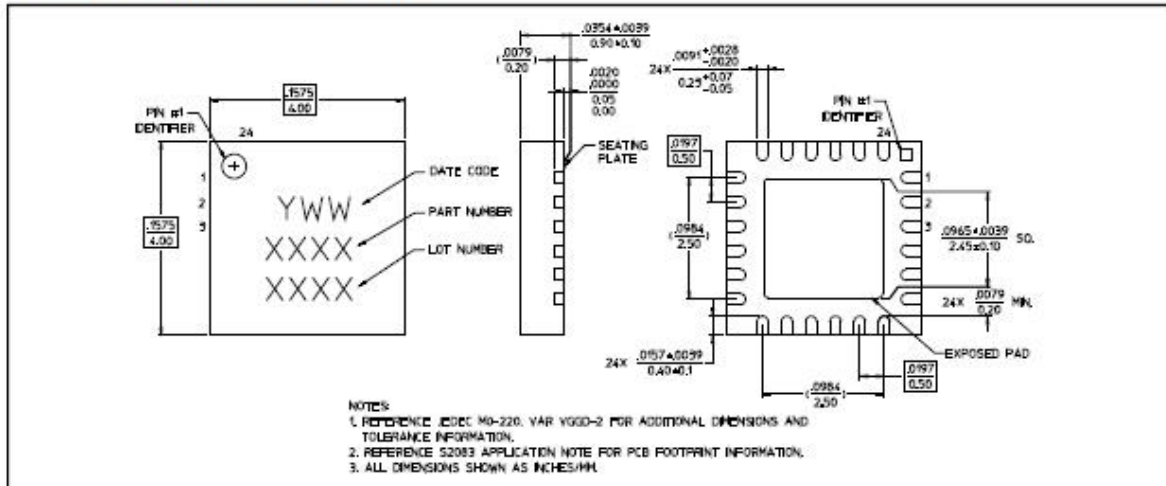 .1575
4.00
PIN #1
IDENTIFIER
24
1
2
3
.1575
4.00
YWW
XXXX
XXXX
DATE CODE
PART NUMBER
LOT NUMBER
.0354±.0039
0.90±0.10
(.0079
0.20)
.0020
.0000
0.05
0.00
SEATING
PLATE
24X .0091+.0028
-.0020
0.23+0.07
-0.05
PIN #1
IDENTIFIER
24
.0197
0.50
1
2
3
(.0984
2.50)
.0965±.0039
2.45±0.10 SQ.
24X .0079
0.20 MIN.
24X .0157±.0039
0.40±0.1
EXPOSED PAD
.0197
0.50
(.0984
2.50)
NOTES:
1. REFERENCE JEDEC MO-220, VAR VGGD-2 FOR ADDITIONAL DIMENSIONS AND
TOLERANCE INFORMATION.
2. REFERENCE S2083 APPLICATION NOTE FOR PCB FOOTPRINT INFORMATION.
3. ALL DIMENSIONS SHOWN AS INCHES/MM.